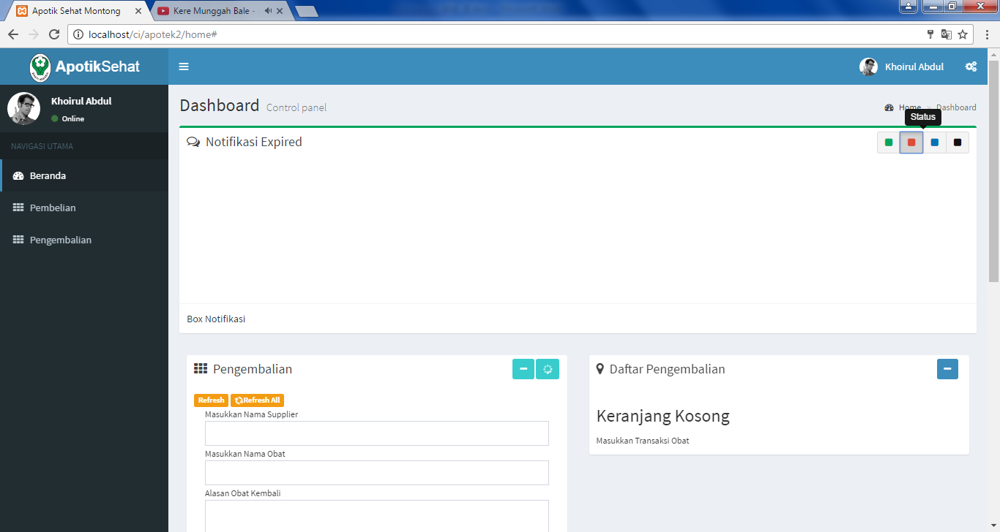 Apotik Sehat Montong
Kere Munggah Bale -
localhost/ci/apotek2/home#
ApotikSehat
Khoirul Abdul
Khoirul Abdul
Online
NAVIGASI UTAMA
Beranda
Pembelian
Pengembalian
Dashboard Control panel
Home > Dashboard
Status
Notifikasi Expired
Box Notifikasi
Pengembalian
Refresh Refresh All
Masukkan Nama Supplier
Masukkan Nama Obat
Alasan Obat Kembali
Daftar Pengembalian
Keranjang Kosong
Masukkan Transaksi Obat